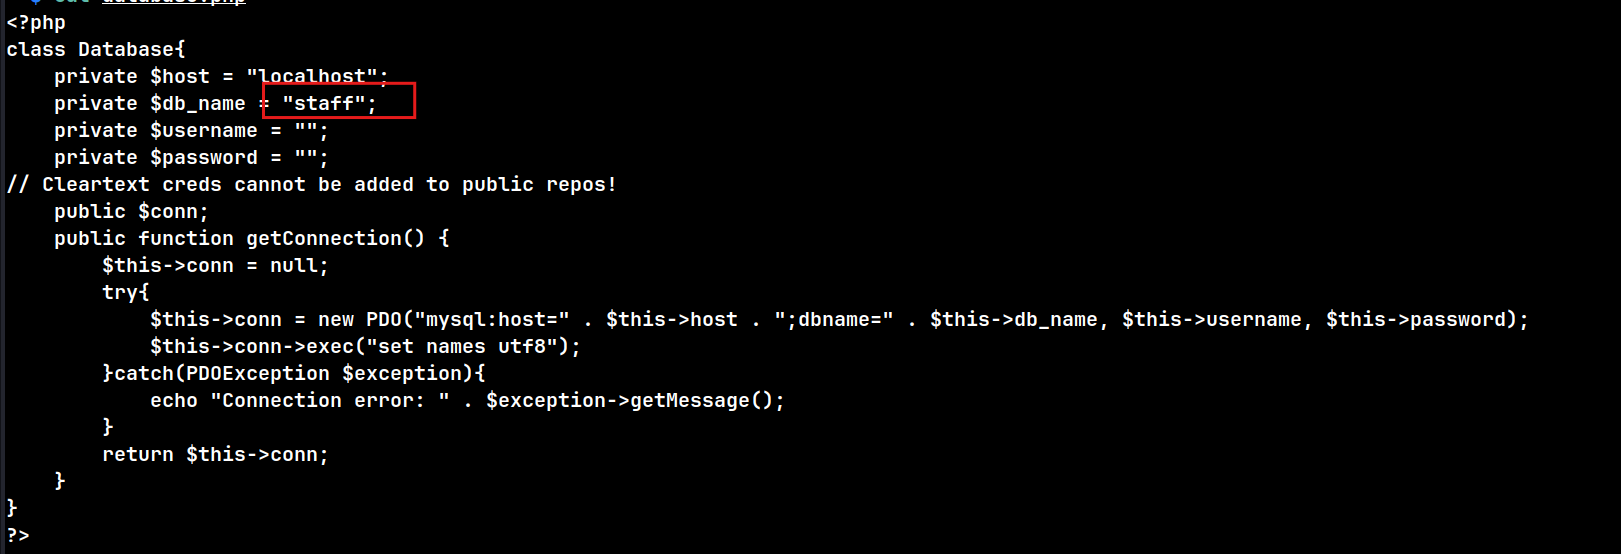 <?php
class Database{
    private $host = "localhost";
    private $db_name = "staff";
    private $username = "";
    private $password = "";
// Cleartext creds cannot be added to public repos!
    public $conn;
    public function getConnection() {
        $this->conn = null;
        try{
            $this->conn = new PDO("mysql:host=" . $this->host . ";dbname=" . $this->db_name, $this->username, $this->password);
            $this->conn->exec("set names utf8");
        }catch(PDOException $exception){
            echo "Connection error: " . $exception->getMessage();
        }
        return $this->conn;
    }
}
?>